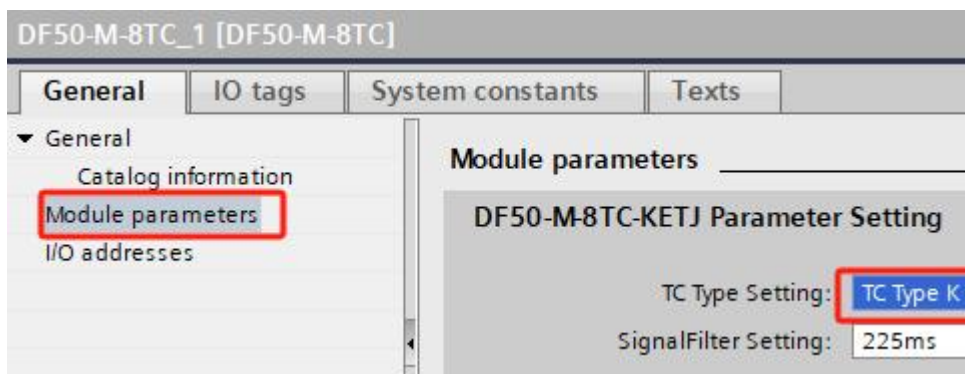 DF50-M-8TC_1 [DF50-M-8TC]
General IO tags System constants Texts
General
Catalog information
Module parameters
I/O addresses
Module parameters
DF50-M-8TC-KETJ Parameter Setting
TC Type Setting: TC Type K
SignalFilter Setting: 225ms